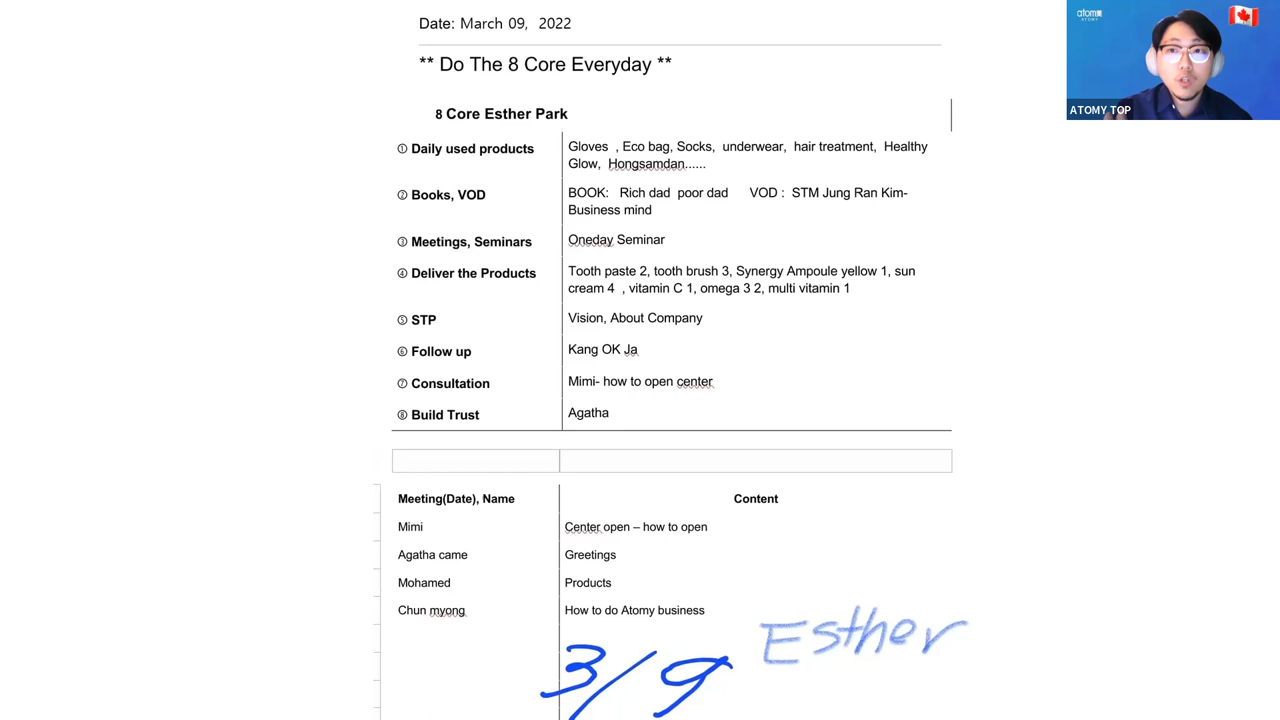 Date: March 09, 2022
** Do The 8 Core Everyday **
8 Core Esther Park
① Daily used products
Gloves , Eco bag, Socks, underwear, hair treatment, Healthy
Glow, Hongsamdan......
② Books, VOD
BOOK: Rich dad poor dad VOD : STM Jung Ran Kim-
Business mind
③ Meetings, Seminars
Oneday Seminar
④ Deliver the Products
Tooth paste 2, tooth brush 3, Synergy Ampoule yellow 1, sun
cream 4 , vitamin C 1, omega 3 2, multi vitamin 1
⑤ STP
Vision, About Company
⑥ Follow up
Kang OK Ja
⑦ Consultation
Mimi- how to open center
⑧ Build Trust
Agatha
Meeting(Date), Name
Content
Mimi
Center open – how to open
Agatha came
Greetings
Mohamed
Products
Chun myong
How to do Atomy business
Esther
3/9
atom美
ATOMY
ATOMY TOP